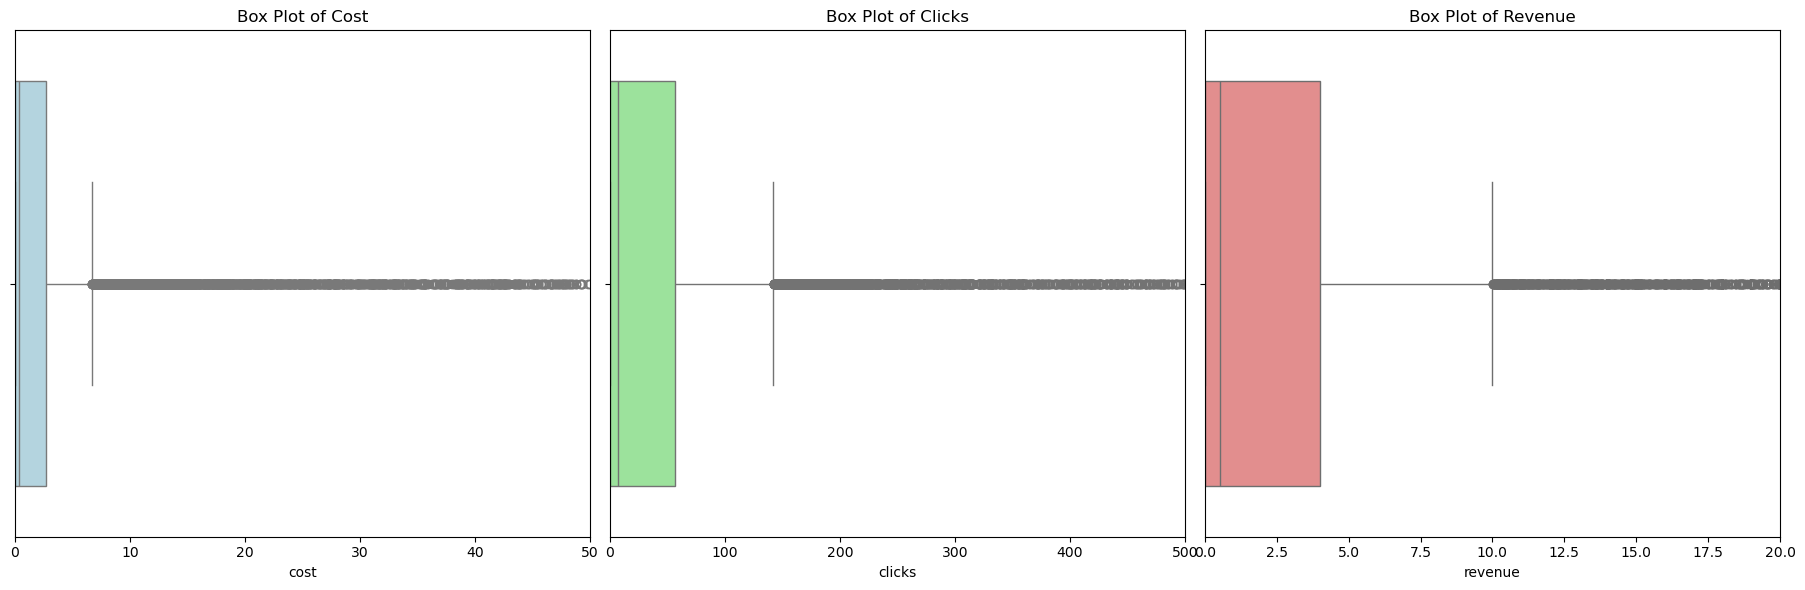 Box Plot of Cost
Box Plot of Clicks
Box Plot of Revenue
0 10 20 30 40 50
0 100 200 300 400 500
0.0 2.5 5.0 7.5 10.0 12.5 15.0 17.5 20.0
cost
clicks
revenue